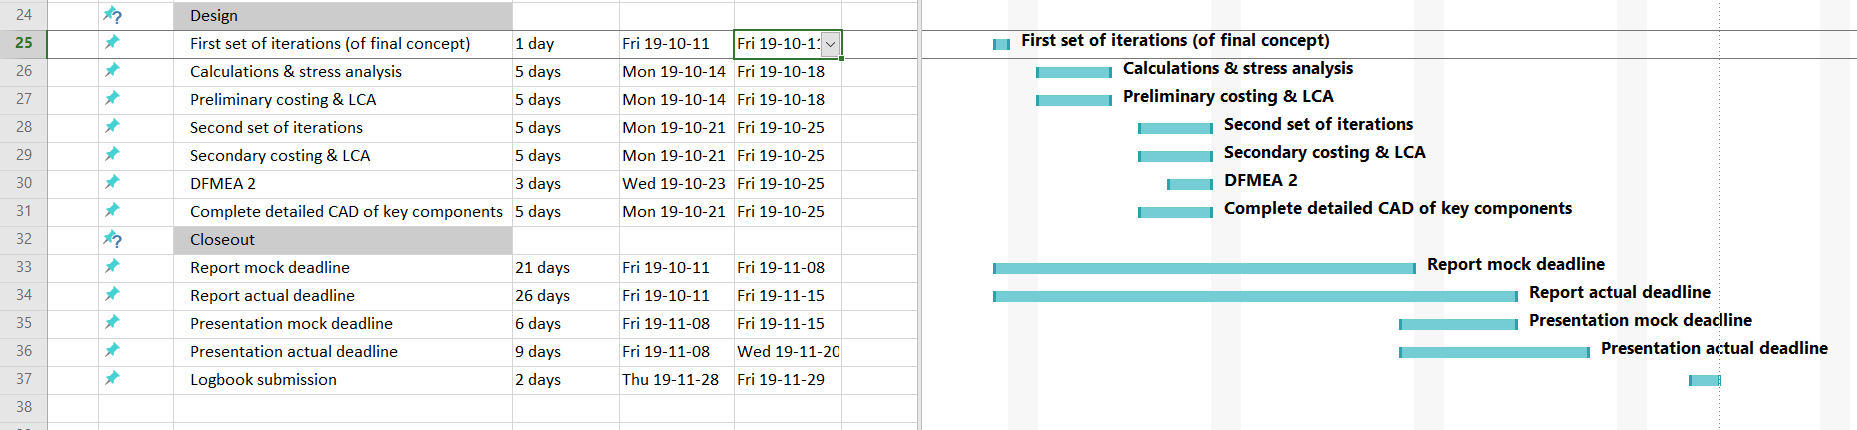 24 Design
25 First set of iterations (of final concept) 1 day Fri 19-10-11 Fri 19-10-11 First set of iterations (of final concept)
26 Calculations & stress analysis 5 days Mon 19-10-14 Fri 19-10-18 Calculations & stress analysis
27 Preliminary costing & LCA 5 days Mon 19-10-14 Fri 19-10-18 Preliminary costing & LCA
28 Second set of iterations 5 days Mon 19-10-21 Fri 19-10-25 Second set of iterations
29 Secondary costing & LCA 5 days Mon 19-10-21 Fri 19-10-25 Secondary costing & LCA
30 DFMEA 2 3 days Wed 19-10-23 Fri 19-10-25 DFMEA 2
31 Complete detailed CAD of key components 5 days Mon 19-10-21 Fri 19-10-25 Complete detailed CAD of key components
32 Closeout
33 Report mock deadline 21 days Fri 19-10-11 Fri 19-11-08 Report mock deadline
34 Report actual deadline 26 days Fri 19-10-11 Fri 19-11-15 Report actual deadline
35 Presentation mock deadline 6 days Fri 19-11-08 Fri 19-11-15 Presentation mock deadline
36 Presentation actual deadline 9 days Fri 19-11-08 Wed 19-11-20 Presentation actual deadline
37 Logbook submission 2 days Thu 19-11-28 Fri 19-11-29
38